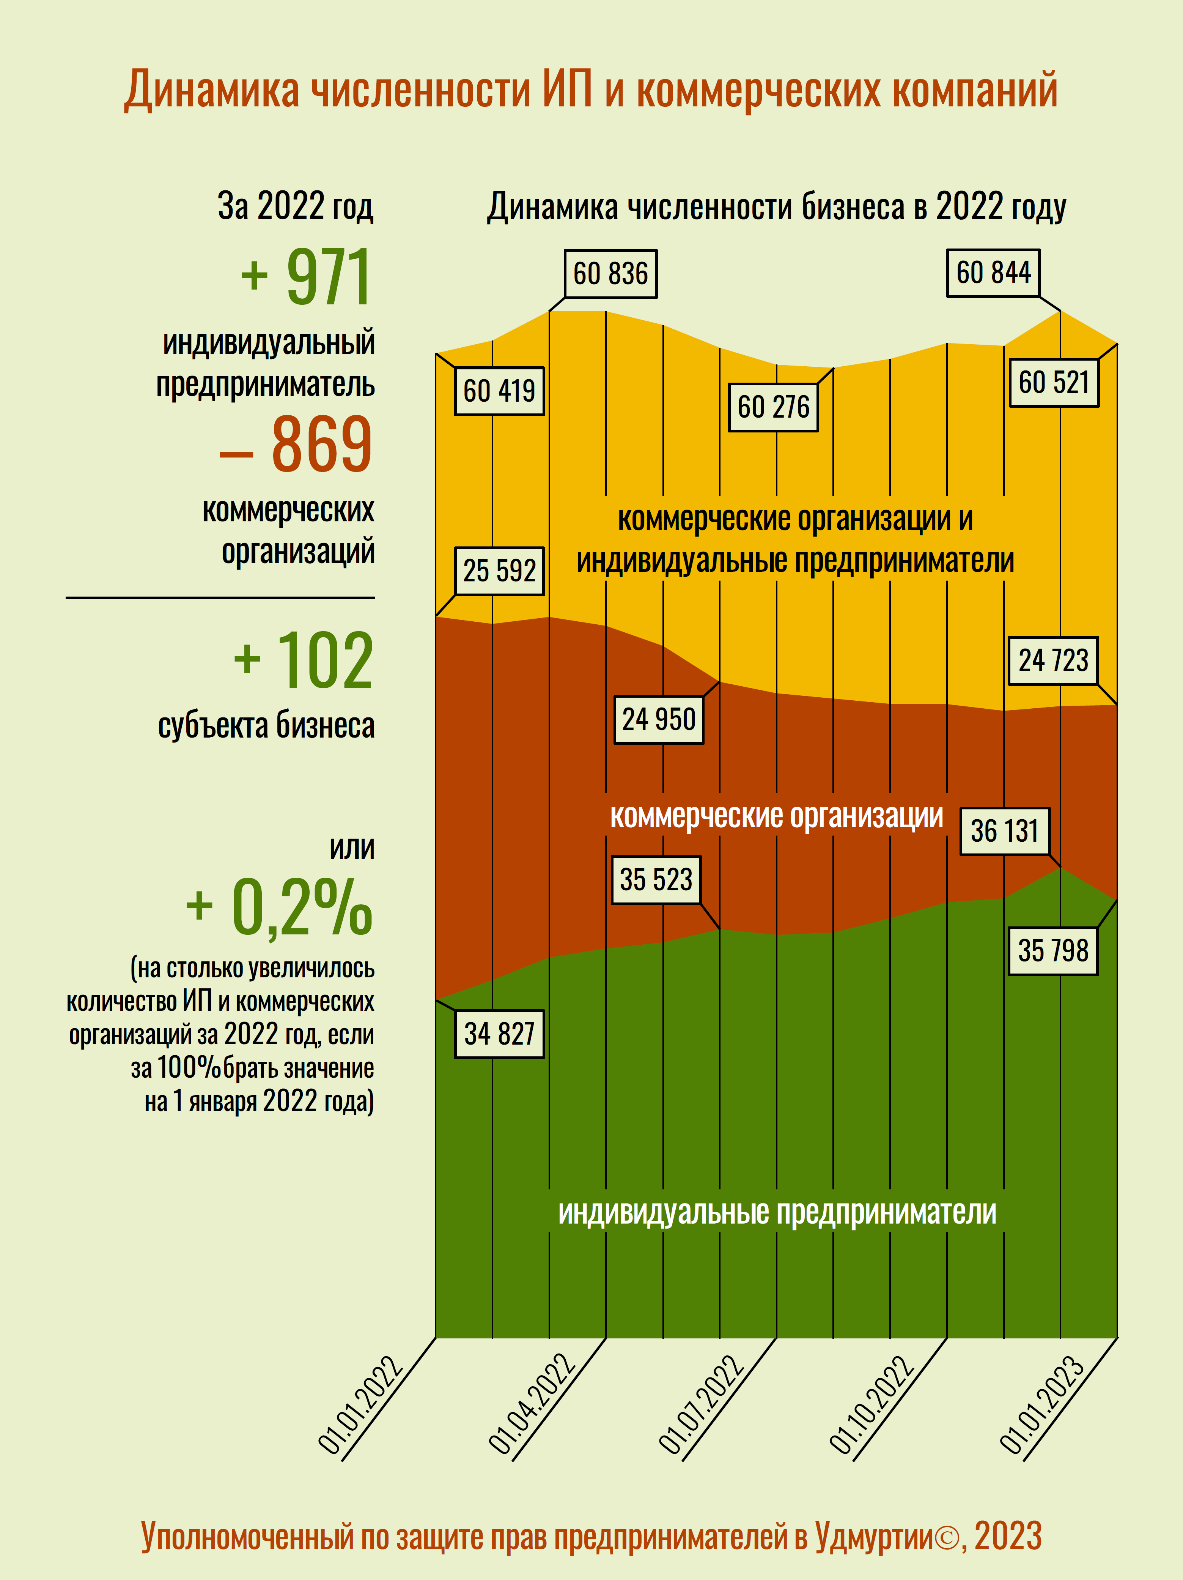 Динамика численности ИП и коммерческих компаний
За 2022 год
+ 971
индивидуальный
предприниматель
– 869
коммерческих
организаций
+ 102
субъекта бизнеса
или
+ 0,2%
(на столько увеличилось
количество ИП и коммерческих
организаций за 2022 год, если
за 100% брать значение
на 1 января 2022 года)
Динамика численности бизнеса в 2022 году
60 836
60 844
60 419
60 276
60 521
коммерческие организации и
индивидуальные предприниматели
25 592
24 723
24 950
коммерческие организации
36 131
35 523
35 798
34 827
индивидуальные предприниматели
01.01.2022
01.04.2022
01.07.2022
01.10.2022
01.01.2023
Уполномоченный по защите прав предпринимателей в Удмуртии©, 2023